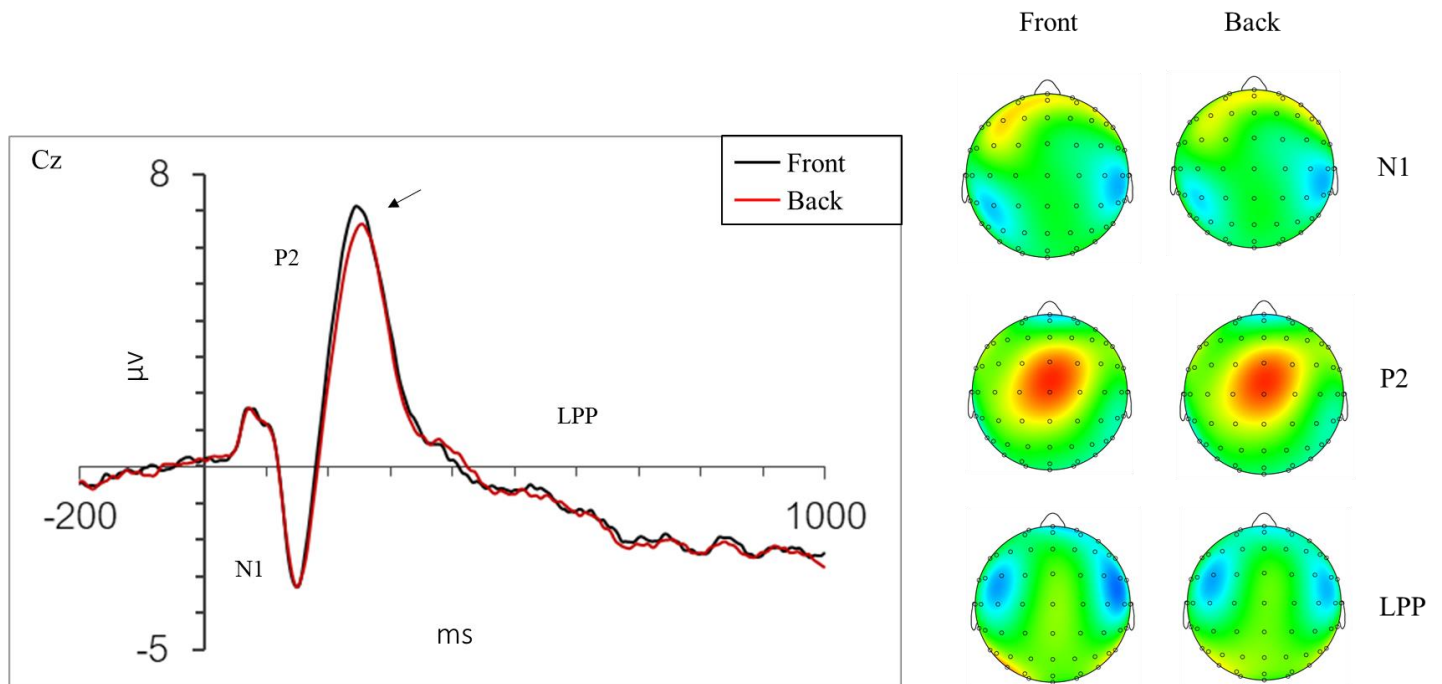 Front Back
Cz
8
Front
Back
N1
P2
μv
LPP
P2
-200
1000
N1
ms
-5
LPP